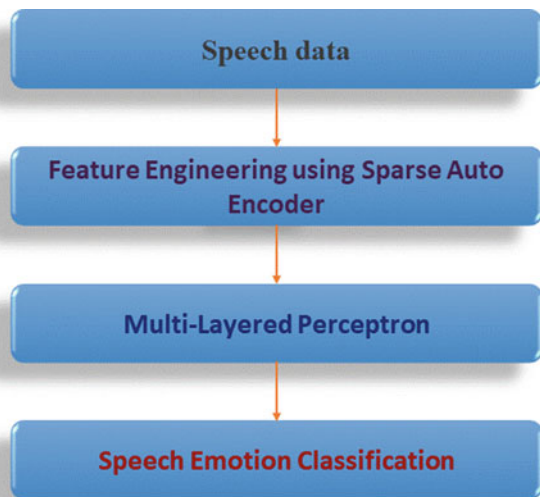 Speech data
Feature Engineering using Sparse Auto
Encoder
Multi-Layered Perceptron
Speech Emotion Classification